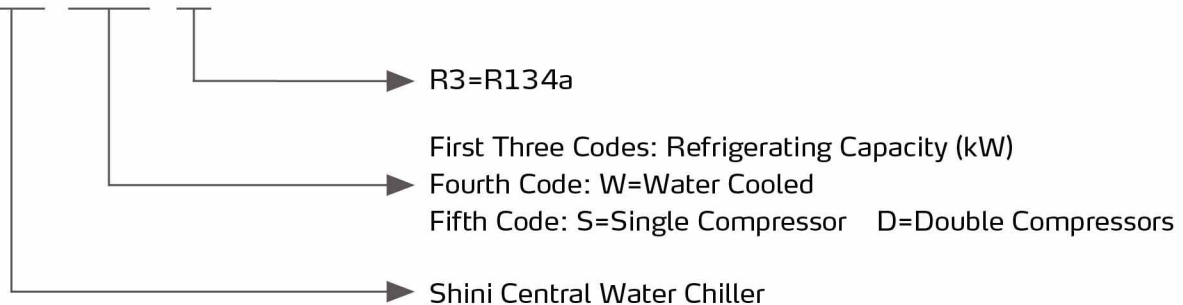 R3=R134a
First Three Codes: Refrigerating Capacity (kW)
Fourth Code: W=Water Cooled
Fifth Code: S=Single Compressor D=Double Compressors
Shini Central Water Chiller